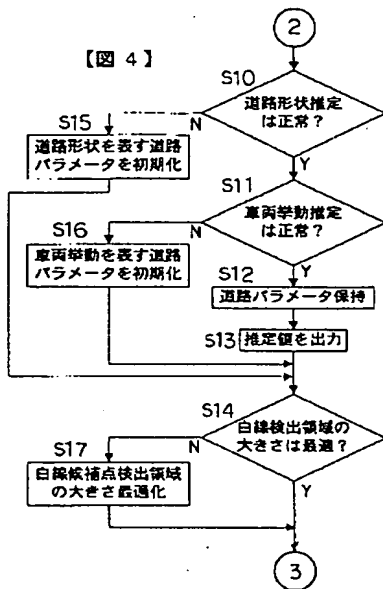 2
【図 4】
S10
道路形状推定
は正常?
N
Y
S15
道路形状を表す道路
パラメータを初期化
S11
車両挙動推定
は正常?
N
Y
S16
車両挙動を表す道路
パラメータを初期化
S12
道路パラメータ保持
S13
推定値を出力
S14
白線検出領域の
大きさは最適?
N
Y
S17
白線候補点検出領域
の大きさ最適化
3